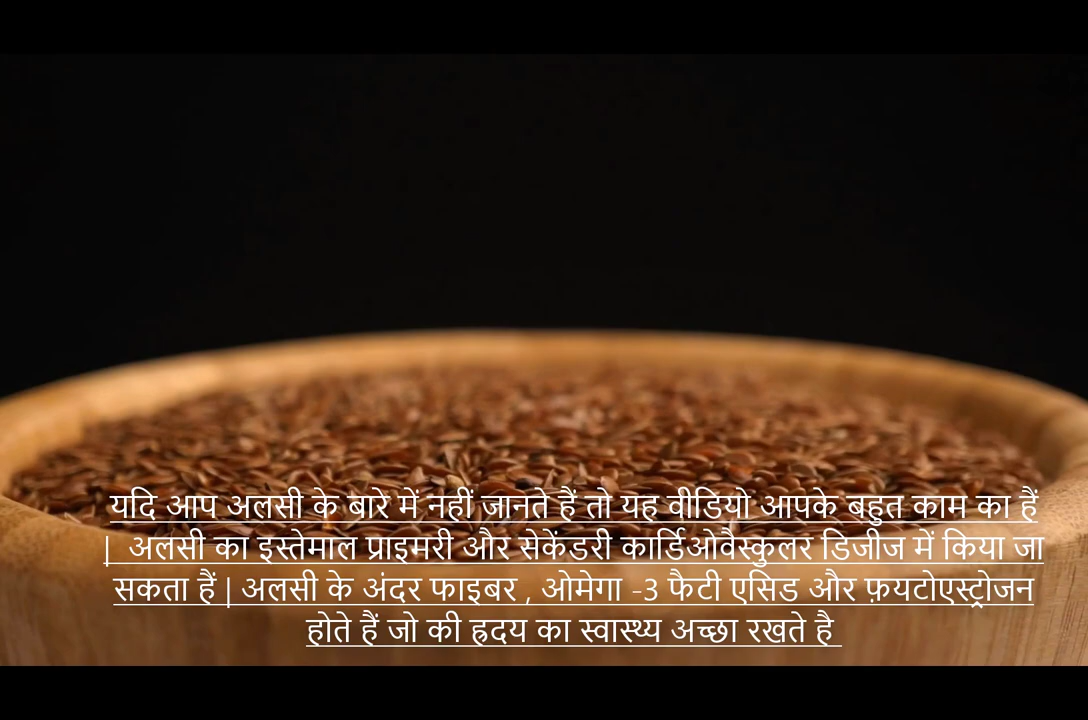 यदि आप अलसी के बारे में नहीं जानते हैं तो यह वीडियो आपके बहुत काम का हैं
|  अलसी का इस्तेमाल प्राइमरी और सेकेंडरी कार्डिओवैस्कुलर डिजीज में किया जा
सकता हैं | अलसी के अंदर फाइबर , ओमेगा -3 फैटी एसिड और फ़यटोएस्ट्रोजन
होते हैं जो की ह्रदय का स्वास्थ्य अच्छा रखते है